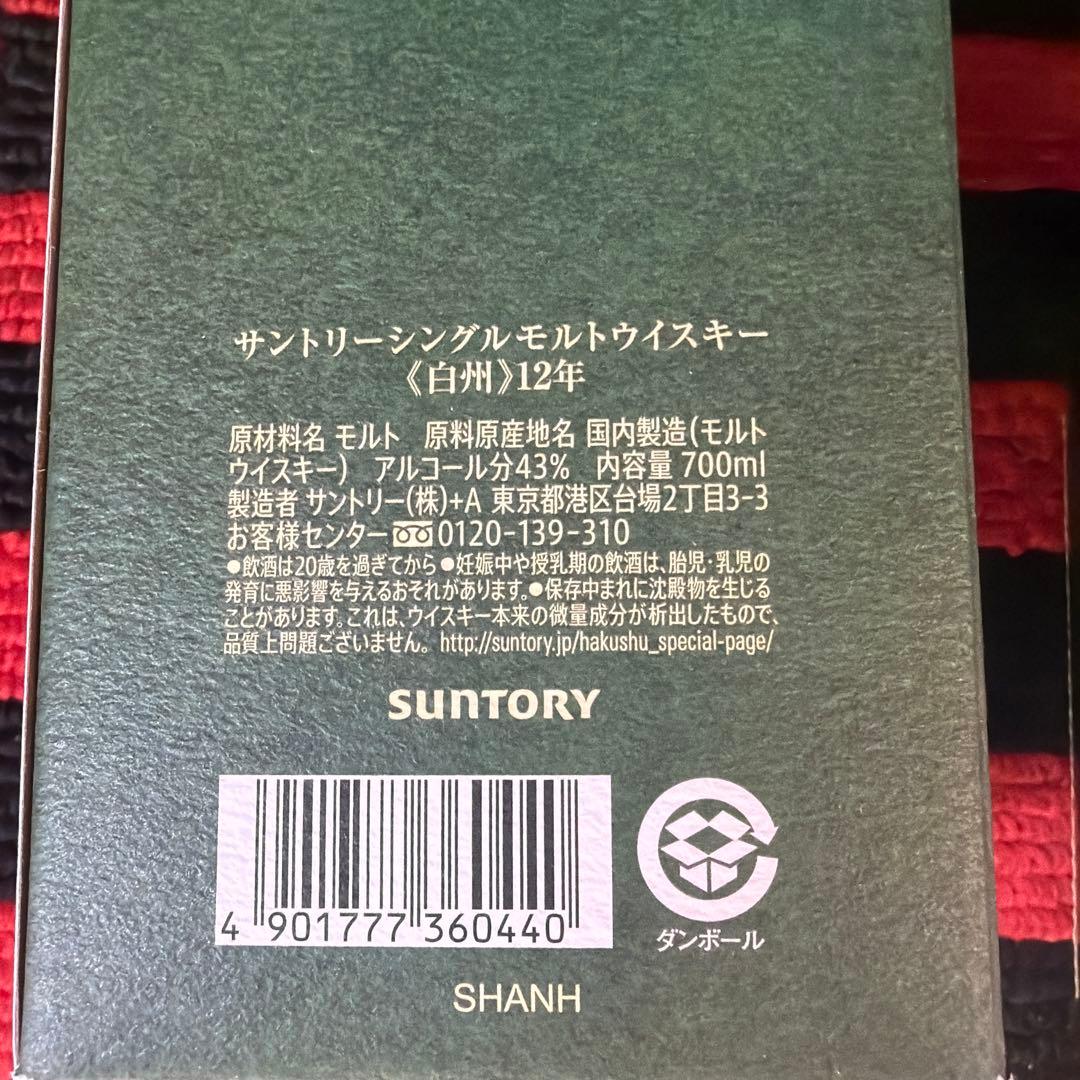 サントリーシングルモルトウイスキー
《白州》12年
原材料名 モルト 原料原産地名 国内製造(モルト
ウイスキー) アルコール分43% 内容量 700ml
製造者 サントリー(株)+A 東京都港区台場2丁目3-3
お客様センター 0120-139-310
●飲酒は20歳を過ぎてから●妊娠中や授乳期の飲酒は、胎児・乳児の
発育に悪影響を与えるおそれがあります。●保存中まれに沈殿物を生じる
ことがあります。これは、ウイスキー本来の微量成分が析出したもので、
品質上問題ございません。 http://suntory.jp/hakushu_special-page/
SUNTORY
4 901777 360440
ダンボール
SHANH